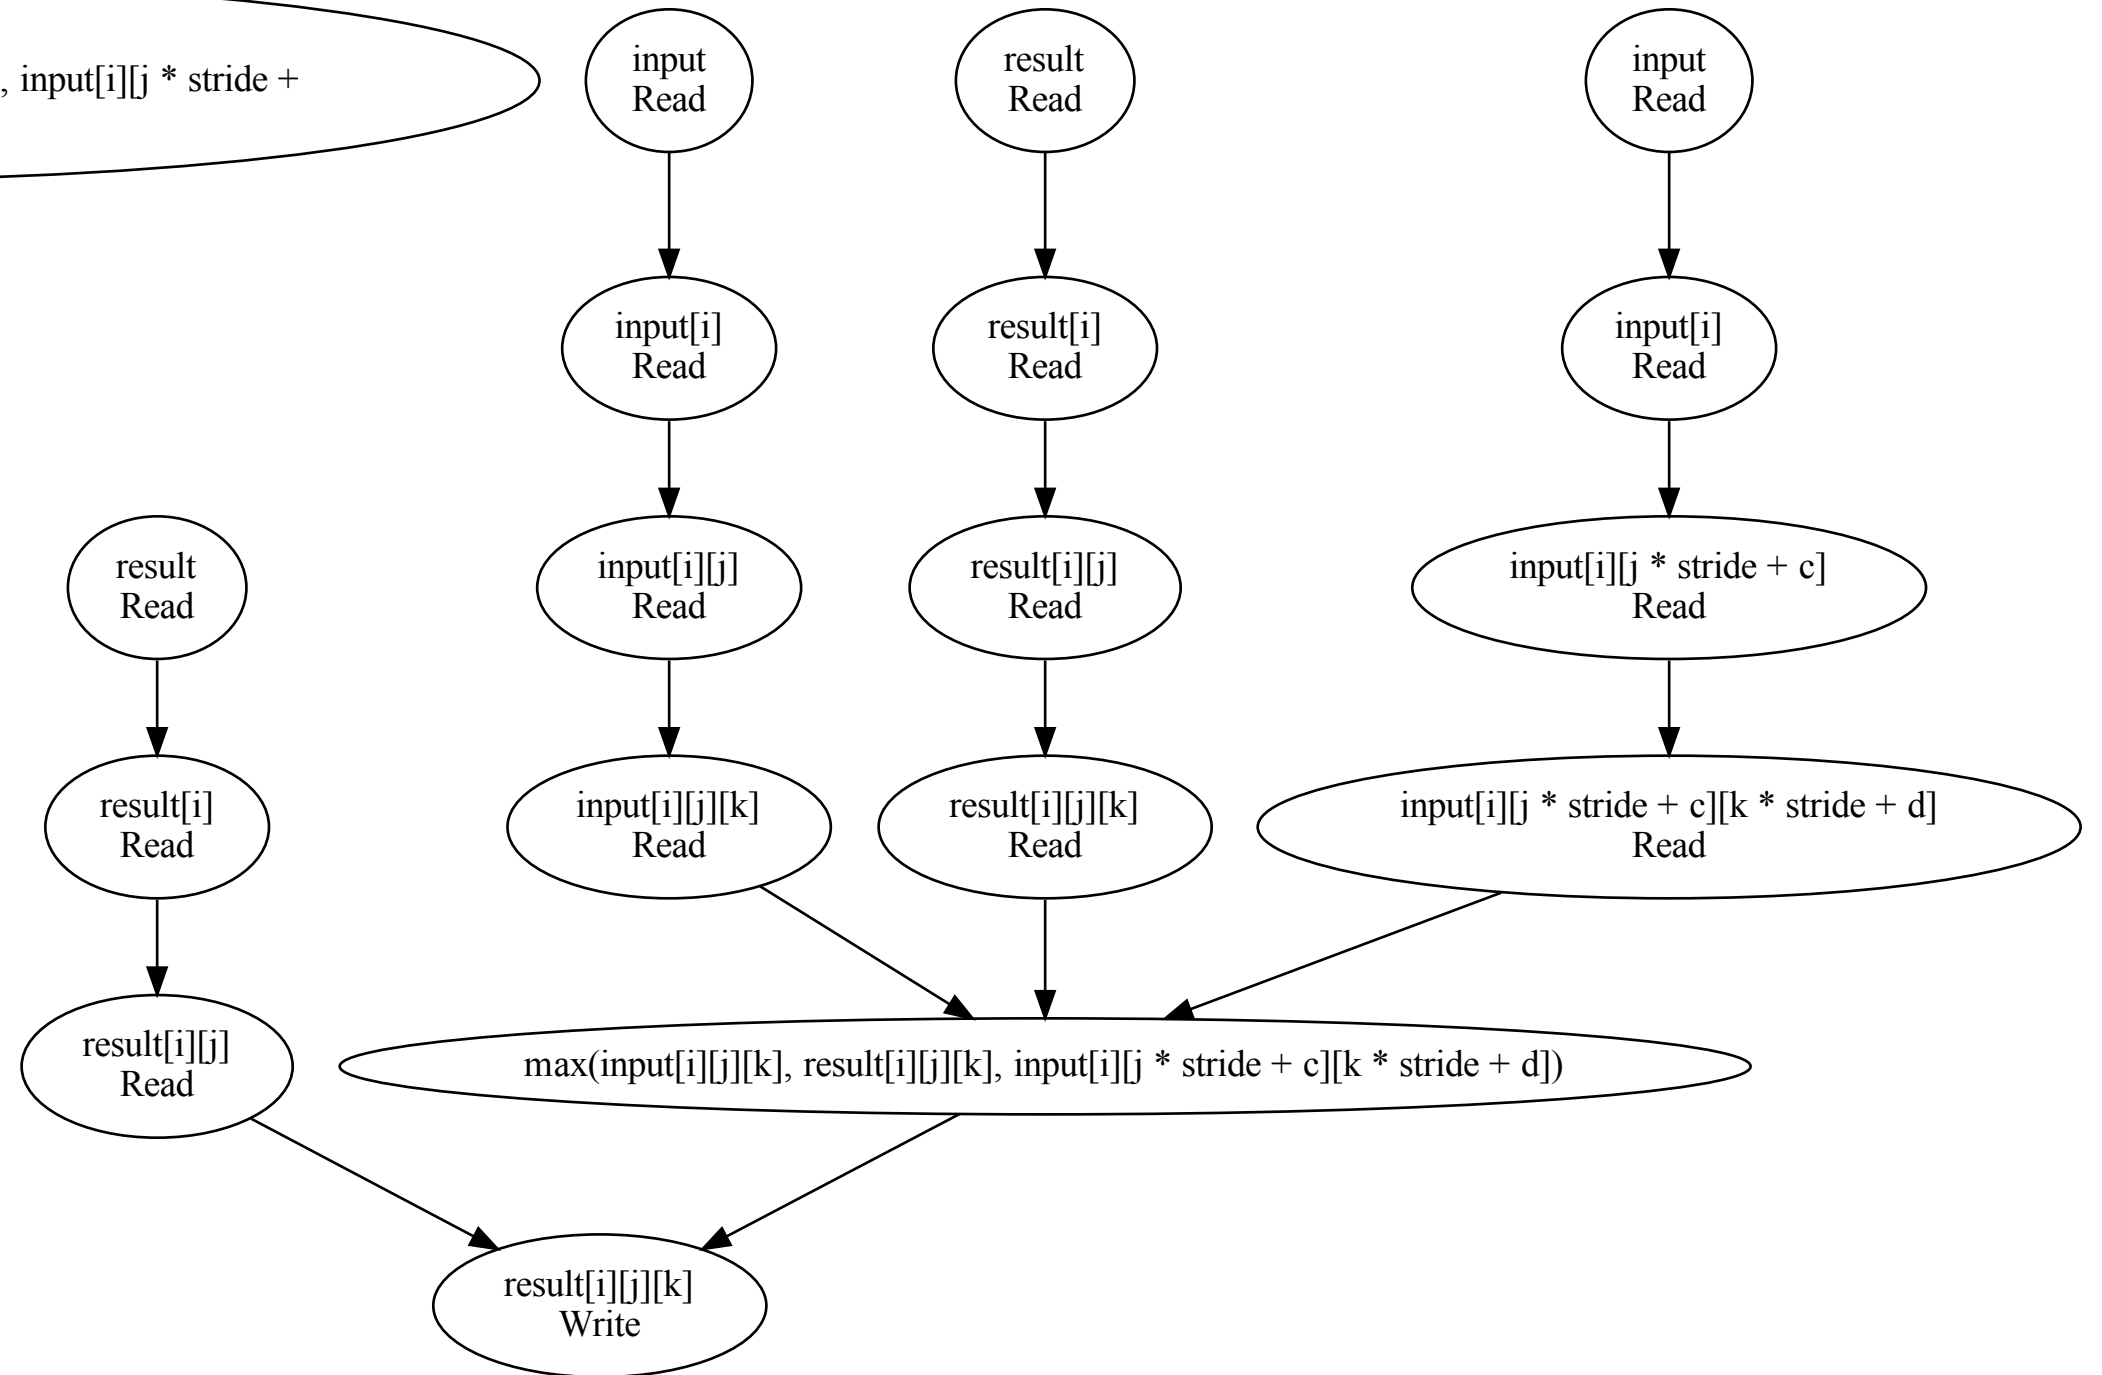 , input[i][j * stride +
input
Read
result
Read
input
Read
input[i]
Read
result[i]
Read
input[i]
Read
result
Read
input[i][j]
Read
result[i][j]
Read
input[i][j * stride + c]
Read
result[i]
Read
input[i][j][k]
Read
result[i][j][k]
Read
input[i][j * stride + c][k * stride + d]
Read
result[i][j]
Read
max(input[i][j][k], result[i][j][k], input[i][j * stride + c][k * stride + d])
result[i][j][k]
Write